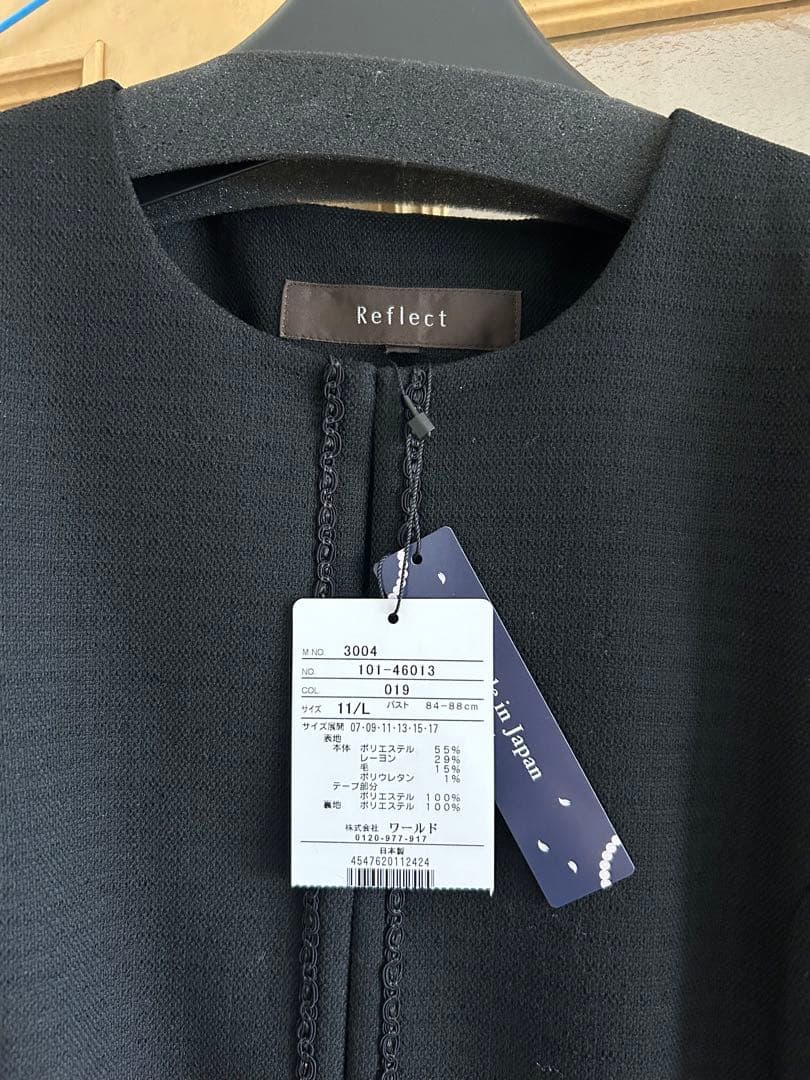 Reflect
M NO. 3004
NO. 101-46013
COL. 019
サイズ 11/L バスト 84-88cm
サイズ展開 07・09・11・13・15・17
表地
本体 ポリエステル 55%
レーヨン 29%
毛 15%
ポリウレタン 1%
テープ部分
ポリエステル 100%
裏地 ポリエステル 100%
株式会社 ワールド
0120-977-917
日本製
4547620112424
in Japan